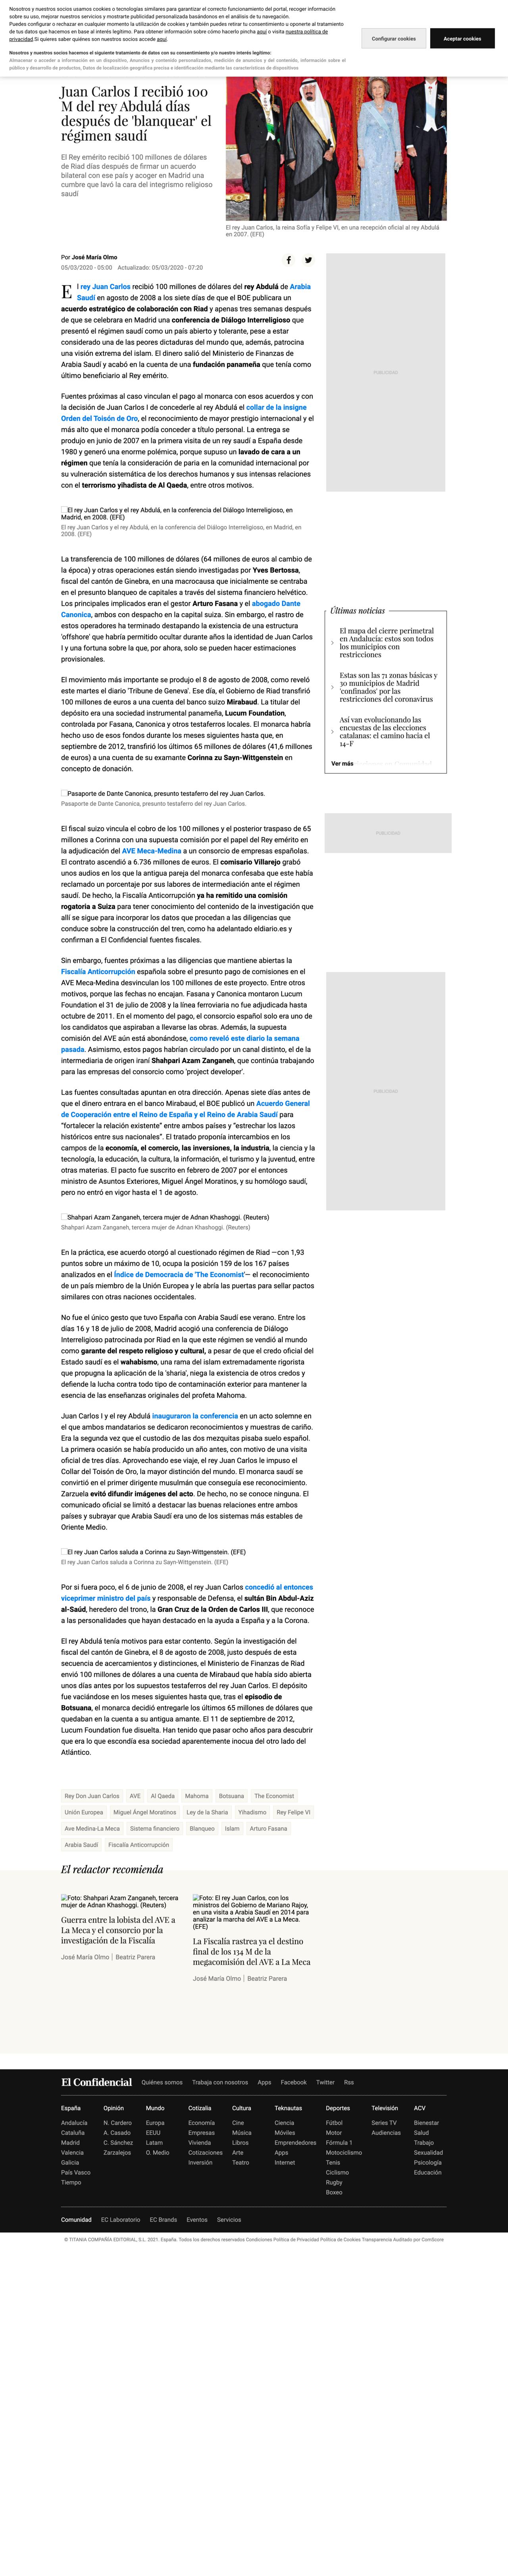 Nosotros y nuestros socios usamos cookies o tecnologías similares para garantizar el correcto funcionamiento del portal, recoger información
sobre su uso, mejorar nuestros servicios y mostrarte publicidad personalizada basándonos en el análisis de tu navegación.
Puedes configurar o rechazar en cualquier momento la utilización de cookies y también puedes retirar tu consentimiento u oponerte al tratamiento
de tus datos que hacemos en base al interés legítimo. Para obtener información sobre cómo hacerlo pincha aquí o visita nuestra política de
privacidad Si quieres saber quiénes son nuestros socios accede aquí.
Nosotros y nuestros socios hacemos el siguiente tratamiento de datos con su consentimiento y/o nuestro interés legítimo:
Almacenar o acceder a información en un dispositivo, Anuncios y contenido personalizados, medición de anuncios y del contenido, información sobre el
público y desarrollo de productos, Datos de localización geográfica precisa e identificación mediante las características de dispositivos
Configurar cookies
Aceptar cookies
Juan Carlos I recibió 100
M del rey Abdulá días
después de 'blanquear' el
régimen saudí
El Rey emérito recibió 100 millones de dólares
de Riad días después de firmar un acuerdo
bilateral con ese país y acoger en Madrid una
cumbre que lavó la cara del integrismo religioso
saudí
El rey Juan Carlos, la reina Sofía y Felipe VI, en una recepción oficial al rey Abdulá
en 2007. (EFE)
Por José María Olmo
05/03/2020 - 05:00 Actualizado: 05/03/2020 - 07:20
El rey Juan Carlos recibió 100 millones de dólares del rey Abdulá de Arabia
Saudí en agosto de 2008 a los siete días de que el BOE publicara un
acuerdo estratégico de colaboración con Riad y apenas tres semanas después
de que se celebrara en Madrid una conferencia de Diálogo Interreligioso que
presentó el régimen saudí como un país abierto y tolerante, pese a estar
considerado una de las peores dictaduras del mundo que, además, patrocina
una visión extrema del islam. El dinero salió del Ministerio de Finanzas de
Arabia Saudí y acabó en la cuenta de una fundación panameña que tenía como
último beneficiario al Rey emérito.
Fuentes próximas al caso vinculan el pago al monarca con esos acuerdos y con
la decisión de Juan Carlos I de concederle al rey Abdulá el collar de la insigne
Orden del Toisón de Oro, el reconocimiento de mayor prestigio internacional y el
más alto que el monarca podía conceder a título personal. La entrega se
produjo en junio de 2007 en la primera visita de un rey saudí a España desde
1980 y generó una enorme polémica, porque supuso un lavado de cara a un
régimen que tenía la consideración de paria en la comunidad internacional por
su vulneración sistemática de los derechos humanos y sus intensas relaciones
con el terrorismo yihadista de Al Qaeda, entre otros motivos.
El rey Juan Carlos y el rey Abdulá, en la conferencia del Diálogo Interreligioso, en
Madrid, en 2008. (EFE)
El rey Juan Carlos y el rey Abdulá, en la conferencia del Diálogo Interreligioso, en Madrid, en
2008. (EFE)
La transferencia de 100 millones de dólares (64 millones de euros al cambio de
la época) y otras operaciones están siendo investigadas por Yves Bertossa,
fiscal del cantón de Ginebra, en una macrocausa que inicialmente se centraba
en el presunto blanqueo de capitales a través del sistema financiero helvético.
Los principales implicados eran el gestor Arturo Fasana y el abogado Dante
Canonica, ambos con despacho en la capital suiza. Sin embargo, el rastro de
estos operadores ha terminado destapando la existencia de una estructura
'offshore' que habría permitido ocultar durante años la identidad de Juan Carlos
I y una fortuna sobre la que, por ahora, solo se pueden hacer estimaciones
provisionales.
El movimiento más importante se produjo el 8 de agosto de 2008, como reveló
este martes el diario 'Tribune de Geneva'. Ese día, el Gobierno de Riad transfirió
100 millones de euros a una cuenta del banco suizo Mirabaud. La titular del
depósito era una sociedad instrumental panameña, Lucum Foundation,
controlada por Fasana, Canonica y otros testaferros locales. El monarca habría
hecho uso de esos fondos durante los meses siguientes hasta que, en
septiembre de 2012, transfirió los últimos 65 millones de dólares (41,6 millones
de euros) a una cuenta de su examante Corinna zu Sayn-Wittgenstein en
concepto de donación.
Pasaporte de Dante Canonica, presunto testaferro del rey Juan Carlos.
Pasaporte de Dante Canonica, presunto testaferro del rey Juan Carlos.
El fiscal suizo vincula el cobro de los 100 millones y el posterior traspaso de 65
millones a Corinna con una supuesta comisión por el papel del Rey emérito en
la adjudicación del AVE Meca-Medina a un consorcio de empresas españolas.
El contrato ascendió a 6.736 millones de euros. El comisario Villarejo grabó
unos audios en los que la antigua pareja del monarca confesaba que este había
reclamado un porcentaje por sus labores de intermediación ante el régimen
saudí. De hecho, la Fiscalía Anticorrupción ya ha remitido una comisión
rogatoria a Suiza para tener conocimiento del contenido de la investigación que
allí se sigue para incorporar los datos que procedan a las diligencias que
conduce sobre la construcción del tren, como ha adelantado eldiario.es y
confirman a El Confidencial fuentes fiscales.
Sin embargo, fuentes próximas a las diligencias que mantiene abiertas la
Fiscalía Anticorrupción española sobre el presunto pago de comisiones en el
AVE Meca-Medina desvinculan los 100 millones de este proyecto. Entre otros
motivos, porque las fechas no encajan. Fasana y Canonica montaron Lucum
Foundation el 31 de julio de 2008 y la línea ferroviaria no fue adjudicada hasta
octubre de 2011. En el momento del pago, el consorcio español solo era uno de
los candidatos que aspiraban a llevarse las obras. Además, la supuesta
comisión del AVE aún está abonándose, como reveló este diario la semana
pasada. Asimismo, estos pagos habrían circulado por un canal distinto, el de la
intermediaria de origen iraní Shahpari Azam Zanganeh, que continúa trabajando
para las empresas del consorcio como 'project developer'.
Las fuentes consultadas apuntan en otra dirección. Apenas siete días antes de
que el dinero entrara en el banco Mirabaud, el BOE publicó un Acuerdo General
de Cooperación entre el Reino de España y el Reino de Arabia Saudí para
“fortalecer la relación existente” entre ambos países y “estrechar los lazos
históricos entre sus nacionales”. El tratado proponía intercambios en los
campos de la economía, el comercio, las inversiones, la industria, la ciencia y la
tecnología, la educación, la cultura, la información, el turismo y la juventud, entre
otras materias. El pacto fue suscrito en febrero de 2007 por el entonces
ministro de Asuntos Exteriores, Miguel Ángel Moratinos, y su homólogo saudí,
pero no entró en vigor hasta el 1 de agosto.
Shahpari Azam Zanganeh, tercera mujer de Adnan Khashoggi. (Reuters)
Shahpari Azam Zanganeh, tercera mujer de Adnan Khashoggi. (Reuters)
En la práctica, ese acuerdo otorgó al cuestionado régimen de Riad —con 1,93
puntos sobre un máximo de 10, ocupa la posición 159 de los 167 países
analizados en el Índice de Democracia de 'The Economist'— el reconocimiento
de un país miembro de la Unión Europea y le abría las puertas para sellar pactos
similares con otras naciones occidentales.
No fue el único gesto que tuvo España con Arabia Saudí ese verano. Entre los
días 16 y 18 de julio de 2008, Madrid acogió una conferencia de Diálogo
Interreligioso patrocinada por Riad en la que este régimen se vendió al mundo
como garante del respeto religioso y cultural, a pesar de que el credo oficial del
Estado saudí es el wahabismo, una rama del islam extremadamente rigorista
que propugna la aplicación de la 'sharia', niega la existencia de otros credos y
defiende la lucha contra todo tipo de contaminación exterior para mantener la
esencia de las enseñanzas originales del profeta Mahoma.
Juan Carlos I y el rey Abdulá inauguraron la conferencia en un acto solemne en
el que ambos mandatarios se dedicaron reconocimientos y muestras de cariño.
Era la segunda vez que el custodio de las dos mezquitas pisaba suelo español.
La primera ocasión se había producido un año antes, con motivo de una visita
oficial de tres días. Aprovechando ese viaje, el rey Juan Carlos le impuso el
Collar del Toisón de Oro, la mayor distinción del mundo. El monarca saudí se
convirtió en el primer dirigente musulmán que conseguía ese reconocimiento.
Zarzuela evitó difundir imágenes del acto. De hecho, no se conoce ninguna. El
comunicado oficial se limitó a destacar las buenas relaciones entre ambos
países y subrayar que Arabia Saudí era uno de los sistemas más estables de
Oriente Medio.
El rey Juan Carlos saluda a Corinna zu Sayn-Wittgenstein. (EFE)
El rey Juan Carlos saluda a Corinna zu Sayn-Wittgenstein. (EFE)
Por si fuera poco, el 6 de junio de 2008, el rey Juan Carlos concedió al entonces
viceprimer ministro del país y responsable de Defensa, el sultán Bin Abdul-Aziz
al-Saúd, heredero del trono, la Gran Cruz de la Orden de Carlos III, que reconoce
a las personalidades que hayan destacado en la ayuda a España y a la Corona.
El rey Abdulá tenía motivos para estar contento. Según la investigación del
fiscal del cantón de Ginebra, el 8 de agosto de 2008, justo después de esta
secuencia de acercamientos y distinciones, el Ministerio de Finanzas de Riad
envió 100 millones de dólares a una cuenta de Mirabaud que había sido abierta
unos días antes por los supuestos testaferros del rey Juan Carlos. El depósito
fue vaciándose en los meses siguientes hasta que, tras el episodio de
Botsuana, el monarca decidió entregarle los últimos 65 millones de dólares que
quedaban en la cuenta a su antigua amante. El 11 de septiembre de 2012,
Lucum Foundation fue disuelta. Han tenido que pasar ocho años para descubrir
que era lo que escondía esa sociedad aparentemente inocua del otro lado del
Atlántico.
PUBLICIDAD
Últimas noticias
El mapa del cierre perimetral
en Andalucía: estos son todos
los municipios con
restricciones
Estas son las 71 zonas básicas y
30 municipios de Madrid
'confinados' por las
restricciones del coronavirus
Así van evolucionando las
encuestas de las elecciones
catalanas: el camino hacia el
14-F
Ver más
PUBLICIDAD
PUBLICIDAD
Rey Don Juan Carlos AVE Al Qaeda Mahoma Botsuana The Economist
Unión Europea Miguel Ángel Moratinos Ley de la Sharia Yihadismo Rey Felipe VI
Ave Medina-La Meca Sistema financiero Blanqueo Islam Arturo Fasana
Arabia Saudí Fiscalía Anticorrupción
El redactor recomienda
Foto: Shahpari Azam Zanganeh, tercera
mujer de Adnan Khashoggi. (Reuters)
Guerra entre la lobista del AVE a
La Meca y el consorcio por la
investigación de la Fiscalía
José María Olmo | Beatriz Parera
Foto: El rey Juan Carlos, con los
ministros del Gobierno de Mariano Rajoy,
en una visita a Arabia Saudí en 2014 para
analizar la marcha del AVE a La Meca.
(EFE)
La Fiscalía rastrea ya el destino
final de los 134 M de la
megacomisión del AVE a La Meca
José María Olmo | Beatriz Parera
El Confidencial Quiénes somos Trabaja con nosotros Apps Facebook Twitter Rss
España Opinión Mundo Cotizalia Cultura Teknautas Deportes Televisión ACV
Andalucía N. Cardero Europa Economía Cine Ciencia Fútbol Series TV Bienestar
Cataluña A. Casado EEUU Empresas Música Móviles Motor Audiencias Salud
Madrid C. Sánchez Latam Vivienda Libros Emprendedores Fórmula 1 Trabajo
Valencia Zarzalejos O. Medio Cotizaciones Arte Apps Motociclismo Sexualidad
Galicia Inversión Teatro Internet Tenis Psicología
País Vasco Ciclismo Educación
Tiempo Rugby
Boxeo
Comunidad EC Laboratorio EC Brands Eventos Servicios
© TITANIA COMPAÑÍA EDITORIAL, S.L. 2021. España. Todos los derechos reservados Condiciones Política de Privacidad Política de Cookies Transparencia Auditado por ComScore